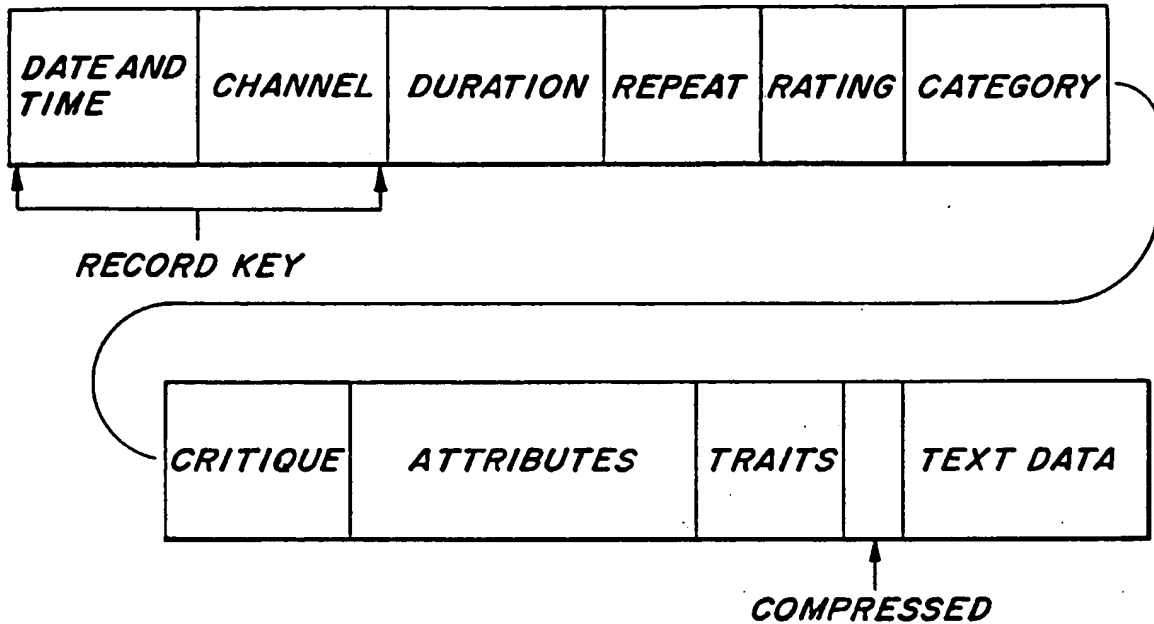 DATE AND
TIME
CHANNEL
DURATION
REPEAT
RATING
CATEGORY
RECORD KEY
CRITIQUE
ATTRIBUTES
TRAITS
TEXT DATA
COMPRESSED